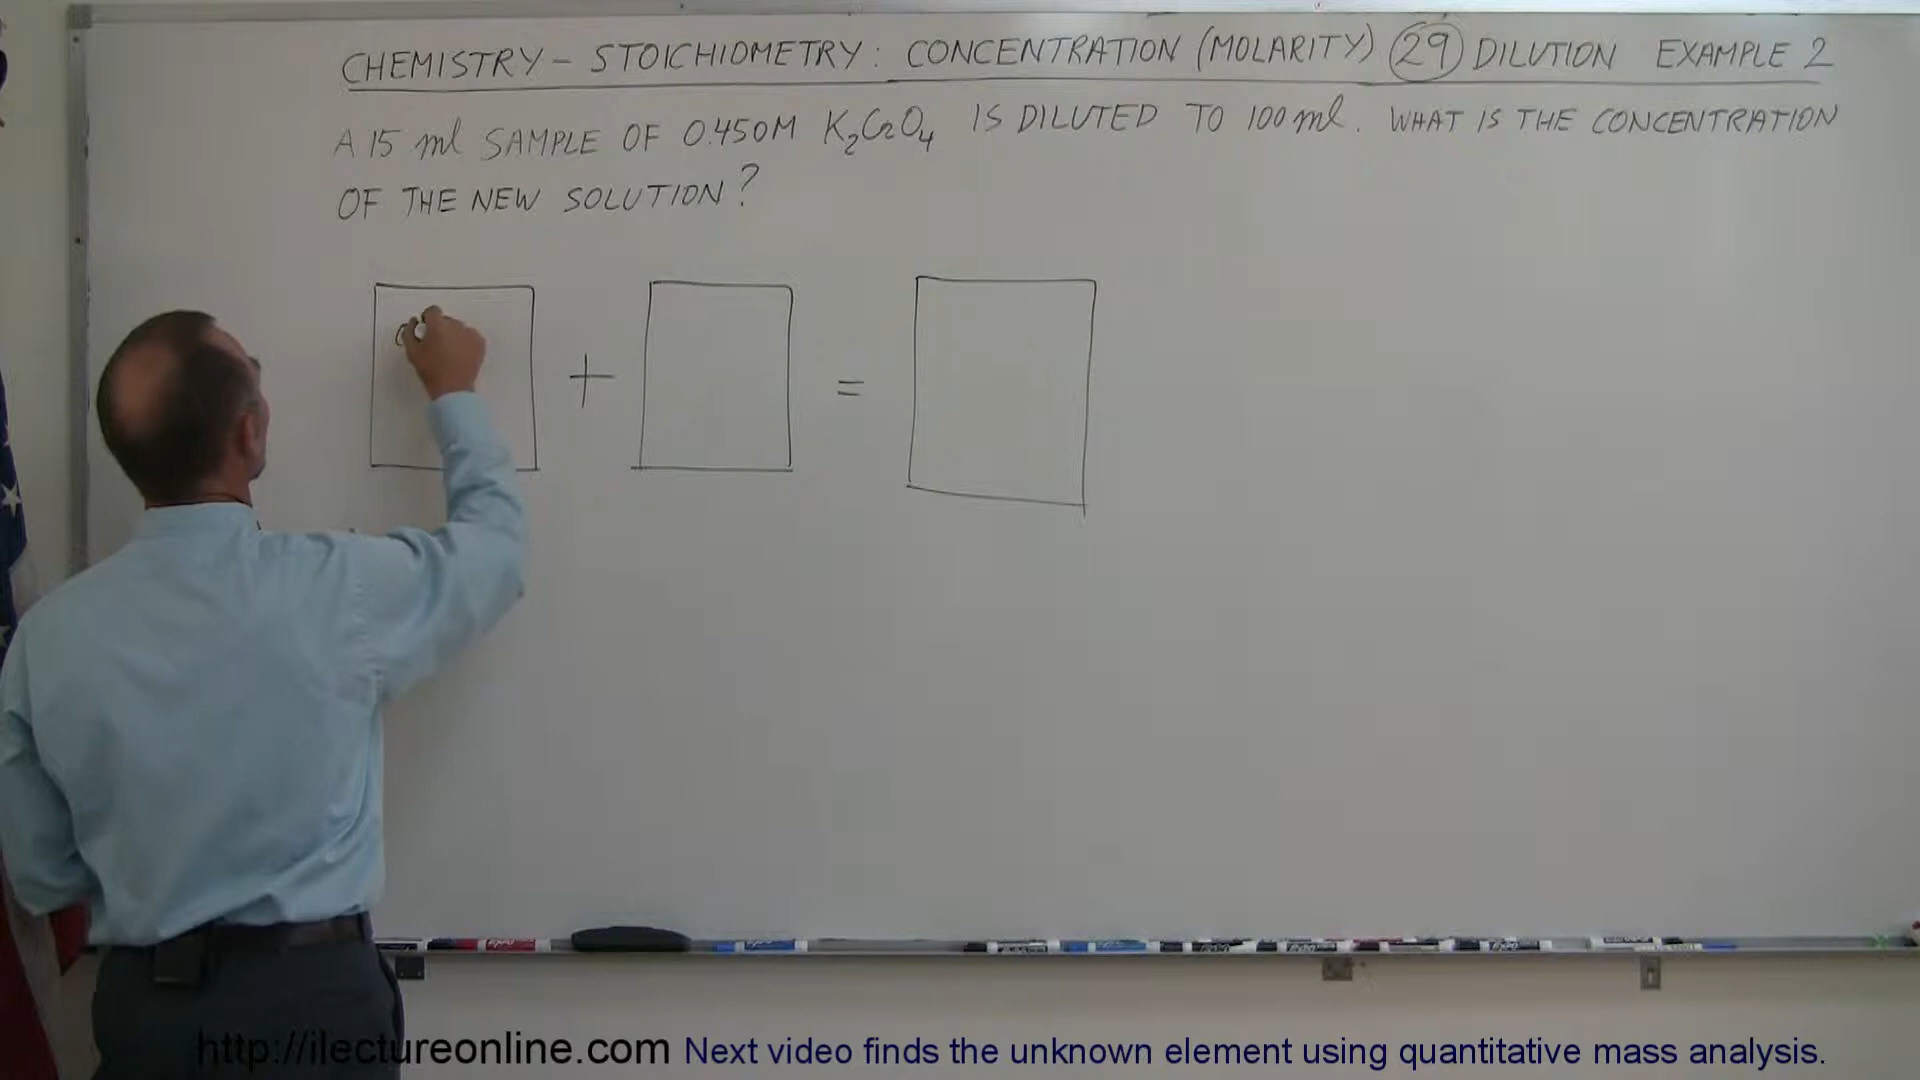 CHEMISTRY – STOICHIOMETRY: CONCENTRATION (MOLARITY) 29 DILUTION EXAMPLE 2
A 15 ml SAMPLE OF 0.450M K₂CrO₄ IS DILUTED TO 100 ml. WHAT IS THE CONCENTRATION
OF THE NEW SOLUTION?
+ =
http://ilectureonline.com Next video finds the unknown element using quantitative mass analysis.